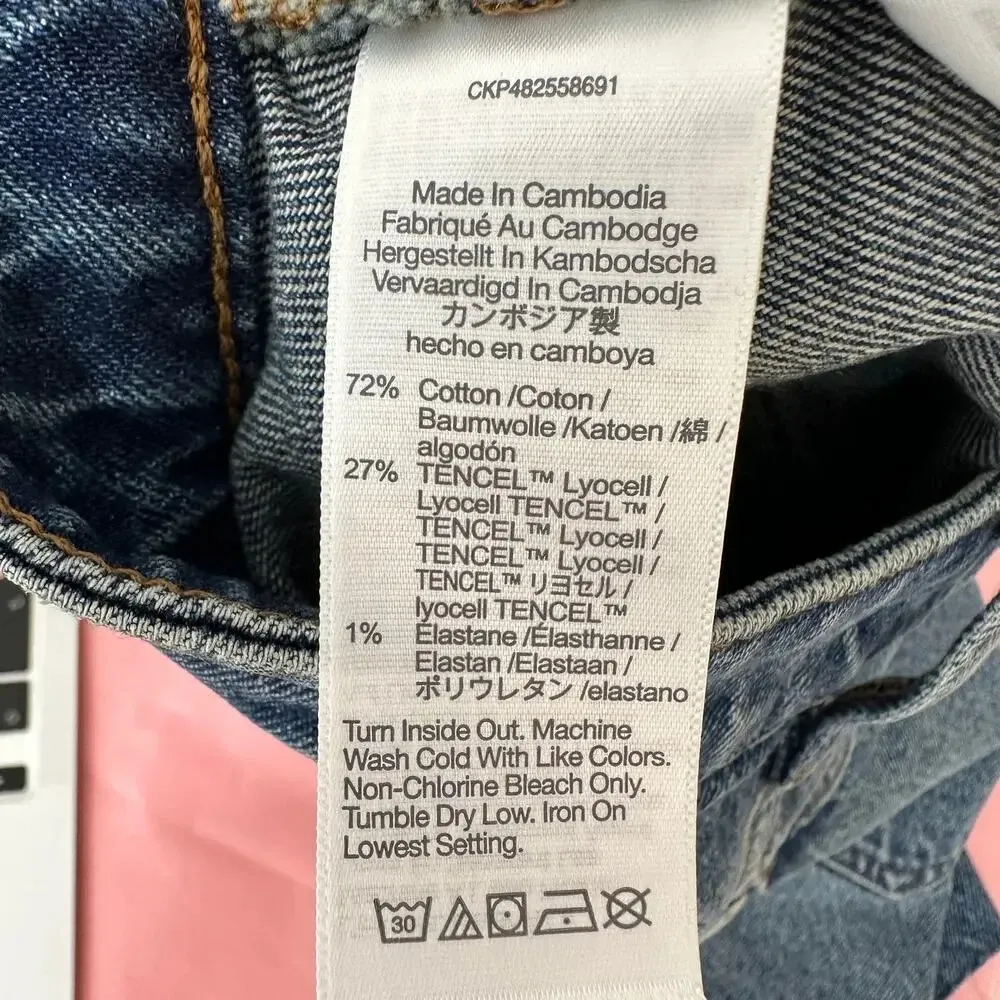 CKP482558691
Made In Cambodia
Fabriqué Au Cambodge
Hergestellt In Kambodscha
Vervaardigd In Cambodja
カンボジア製
hecho en camboya
72% Cotton /Coton /
Baumwolle /Katoen /綿 /
algodón
27% TENCEL™ Lyocell /
Lyocell TENCEL™ /
TENCEL™ Lyocell /
TENCEL™ Lyocell /
TENCEL™ リヨセル /
lyocell TENCEL™
1% Elastane /Élasthanne /
Elastan /Elastaan /
ポリウレタン /elastano
Turn Inside Out. Machine
Wash Cold With Like Colors.
Non-Chlorine Bleach Only.
Tumble Dry Low. Iron On
Lowest Setting.
30